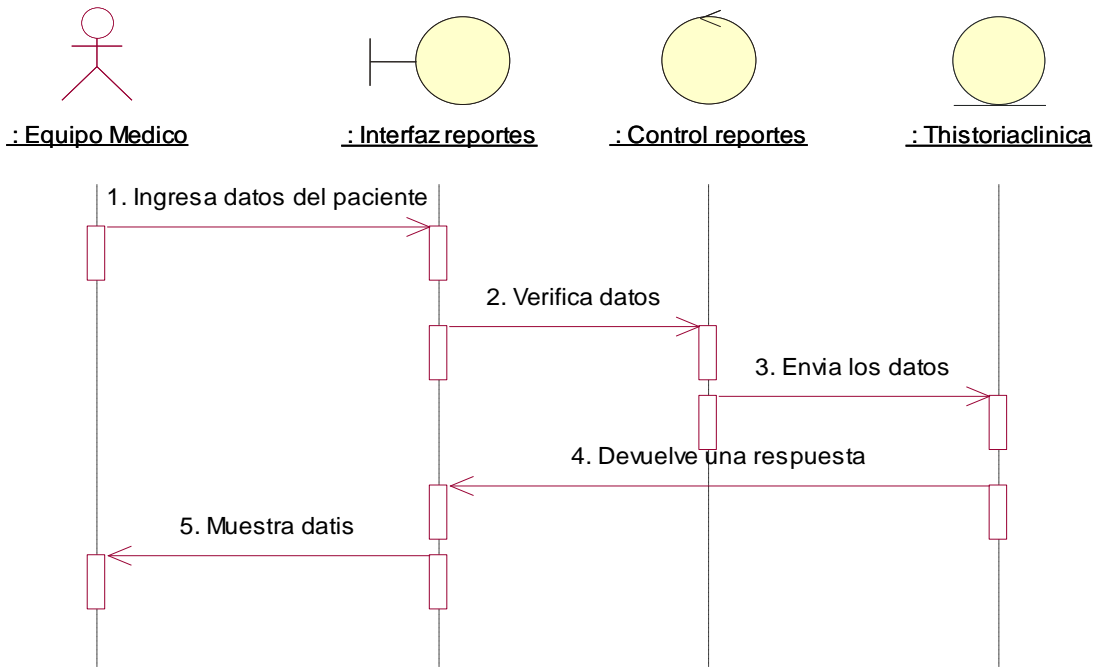 : Equipo Medico
: Interfaz reportes
: Control reportes
: Thistoriaclinica
1. Ingresa datos del paciente
2. Verifica datos
3. Envia los datos
4. Devuelve una respuesta
5. Muestra datis